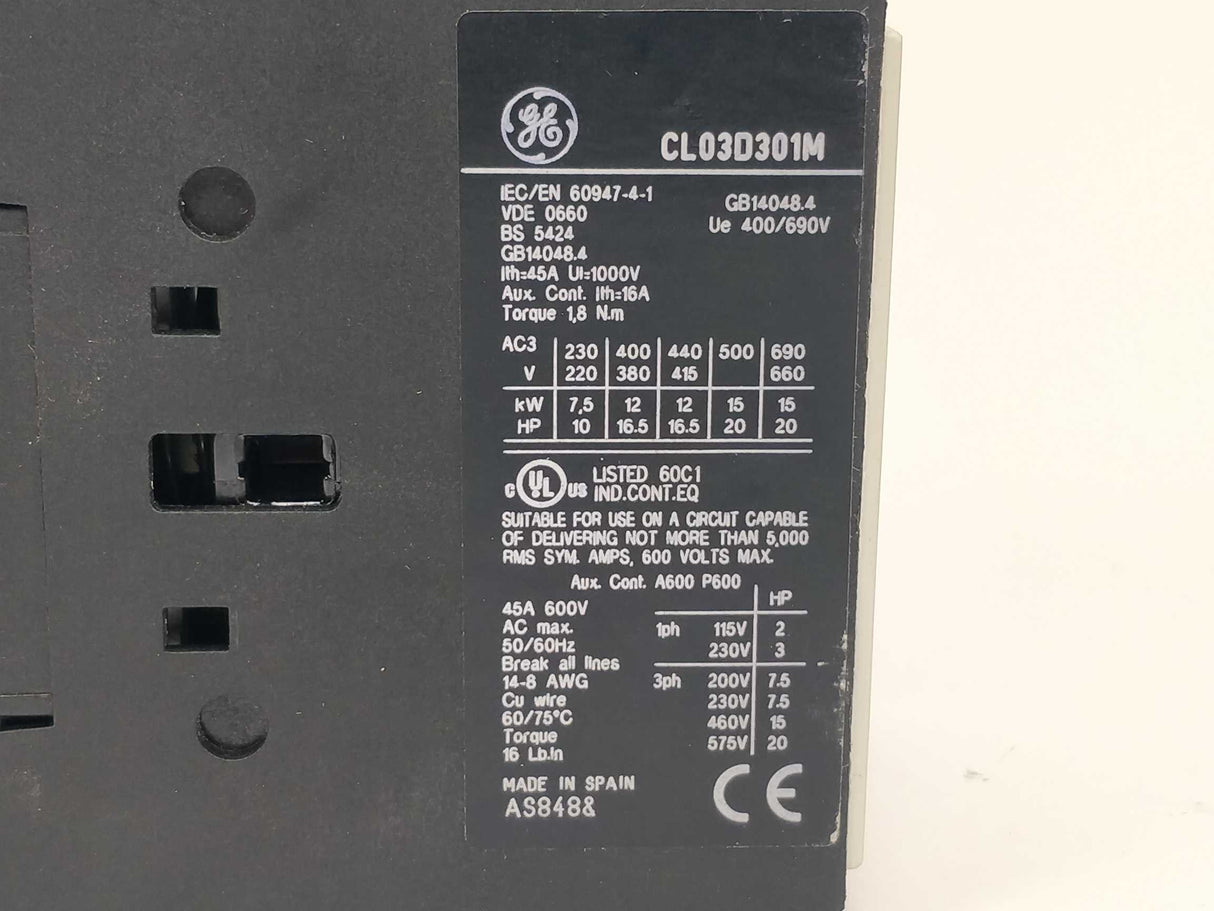 GE
CL03D301M
IEC/EN 60947-4-1
VDE 0660
BS 5424
GB14048.4
Ith=45A Ui=1000V
Aux. Cont. Ith=16A
Torque 1,8 N.m
GB14048.4
Ue 400/690V
AC3 230 400 440 500 690
V 220 380 415 660
kW 7,5 12 12 15 15
HP 10 16.5 16.5 20 20
C UL US LISTED 60C1
IND.CONT.EQ
SUITABLE FOR USE ON A CIRCUIT CAPABLE
OF DELIVERING NOT MORE THAN 5,000
RMS SYM. AMPS, 600 VOLTS MAX.
Aux. Cont. A600 P600
45A 600V
AC max.
50/60Hz
Break all lines
14-8 AWG
Cu wire
60/75°C
Torque
16 Lb.in
HP
1ph 115V 2
230V 3
3ph 200V 7.5
230V 7.5
460V 15
575V 20
MADE IN SPAIN
AS848&
CE